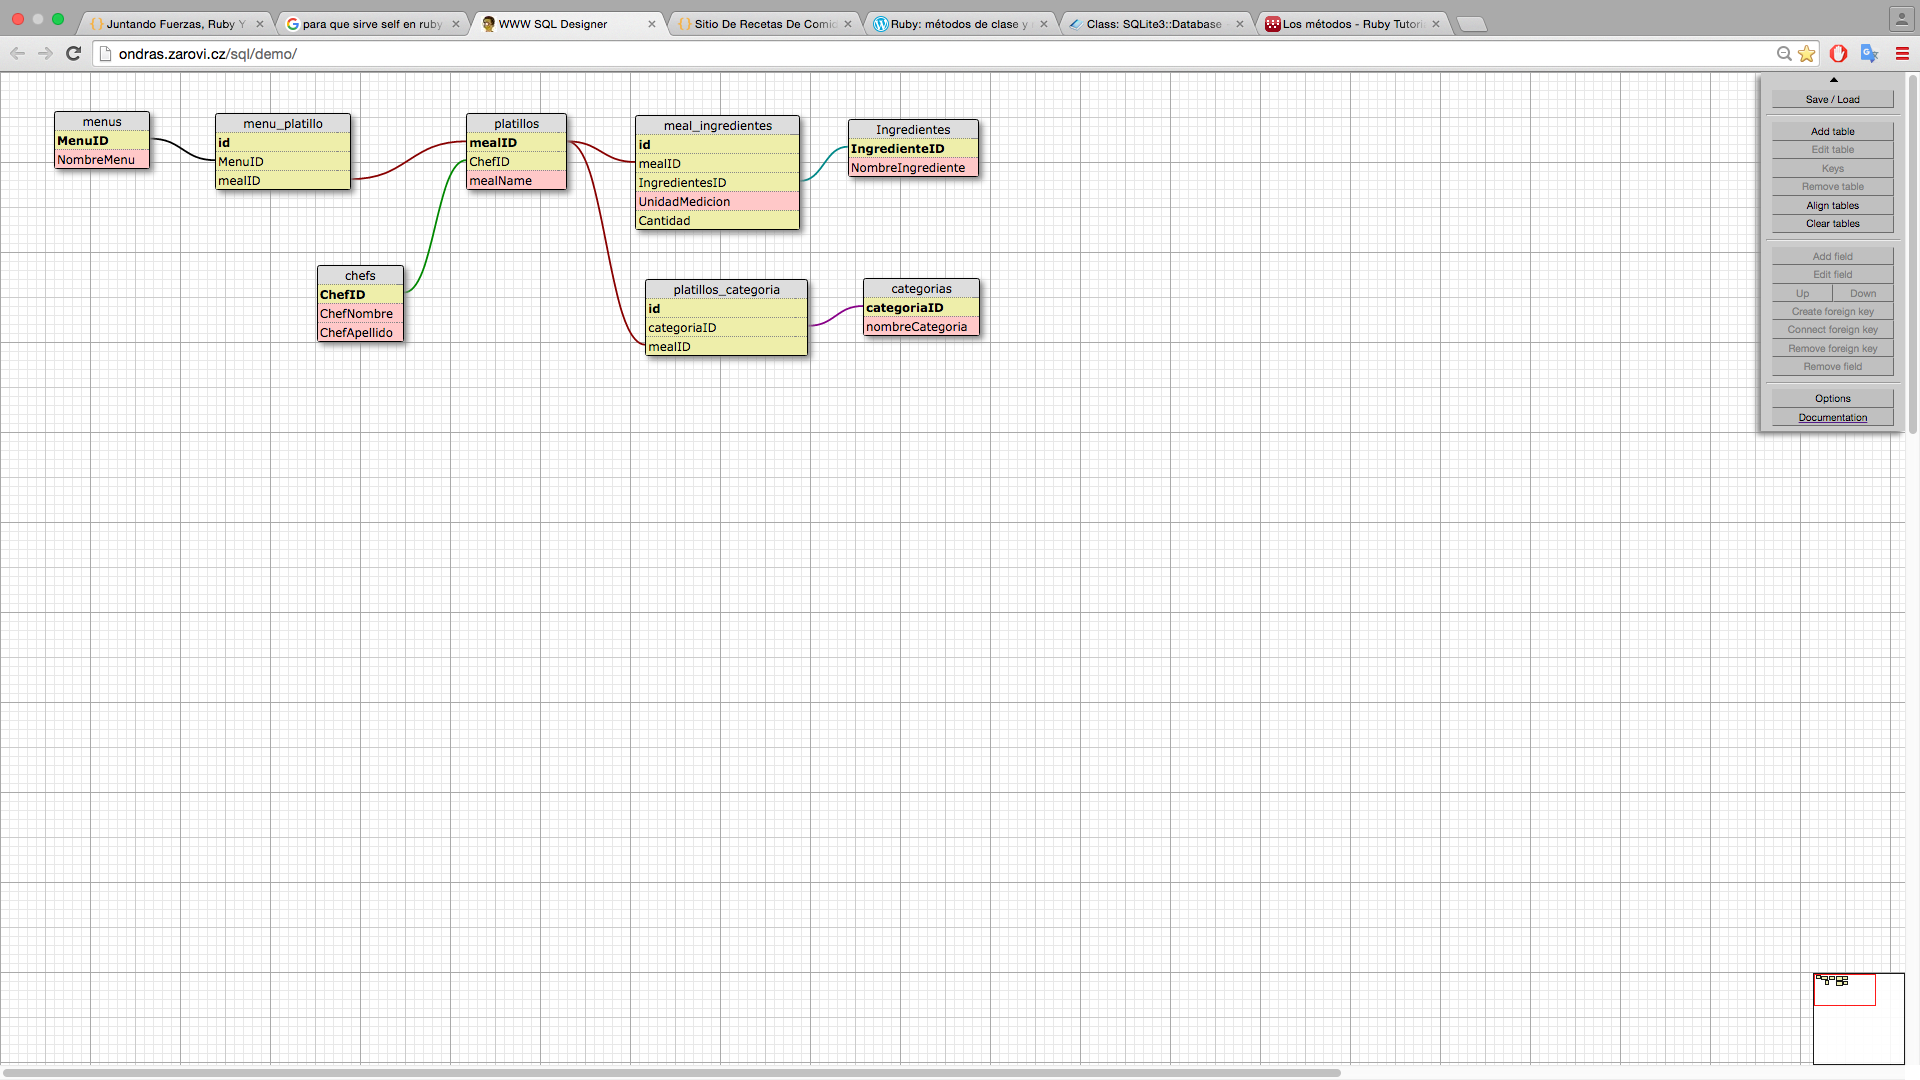 Juntando Fuerzas, Ruby Y
para que sirve self en ruby
WWW SQL Designer
Sitio De Recetas De Comid
Ruby: métodos de clase y
Class: SQLite3::Database
Los métodos - Ruby Tutori
ondras.zarovi.cz/sql/demo/
menus
MenuID
NombreMenu
menu_platillo
id
MenuID
mealID
platillos
mealID
ChefID
mealName
meal_ingredientes
id
mealID
IngredientesID
UnidadMedicion
Cantidad
Ingredientes
IngredienteID
NombreIngrediente
chefs
ChefID
ChefNombre
ChefApellido
platillos_categoria
id
categoriaID
mealID
categorias
categoriaID
nombreCategoria
Save / Load
Add table
Edit table
Keys
Remove table
Align tables
Clear tables
Add field
Edit field
Up Down
Create foreign key
Connect foreign key
Remove foreign key
Remove field
Options
Documentation